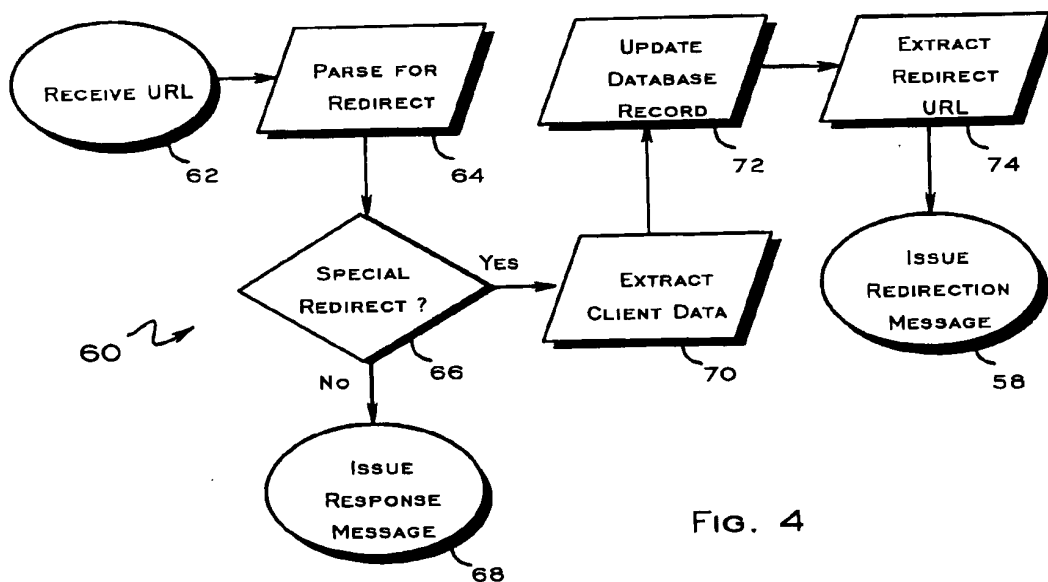 RECEIVE URL
62
PARSE FOR
REDIRECT
64
SPECIAL
REDIRECT ?
66
YES
NO
60
ISSUE
RESPONSE
MESSAGE
68
EXTRACT
CLIENT DATA
70
UPDATE
DATABASE
RECORD
72
EXTRACT
REDIRECT
URL
74
ISSUE
REDIRECTION
MESSAGE
58
FIG. 4